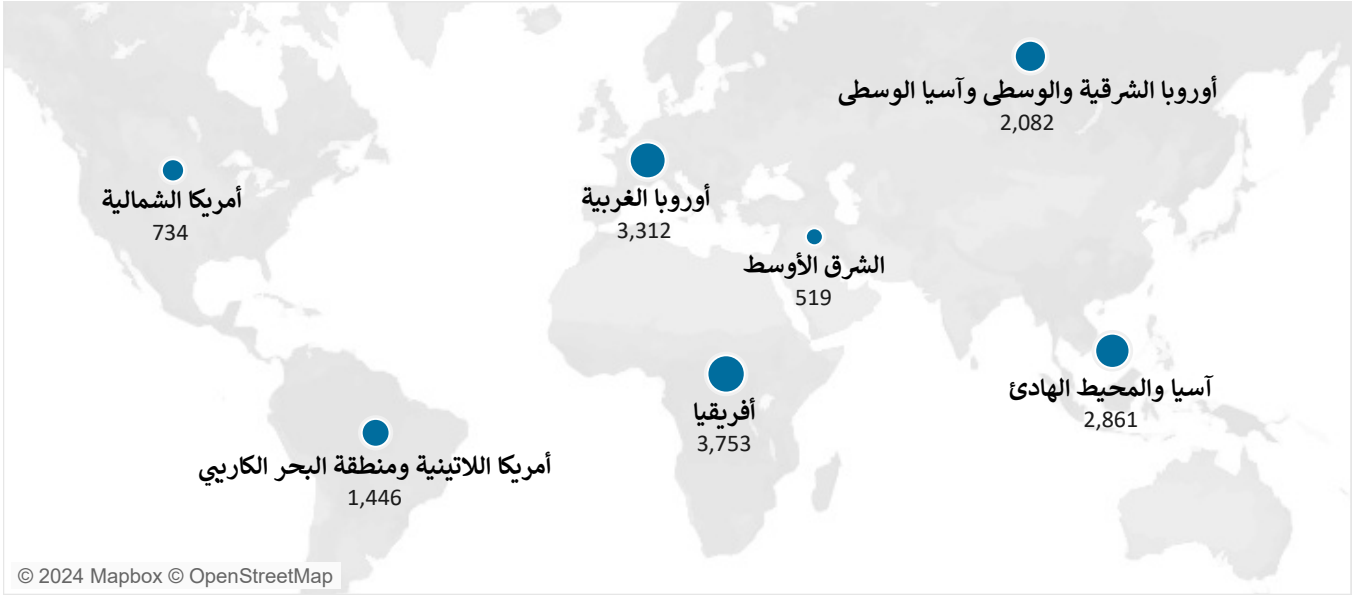 أوروبا الشرقية والوسطى وآسيا الوسطى
2,082
أوروبا الغربية
3,312
أمريكا الشمالية
734
الشرق الأوسط
519
آسيا والمحيط الهادئ
2,861
أفريقيا
3,753
أمريكا اللاتينية ومنطقة البحر الكاريبي
1,446
© 2024 Mapbox © OpenStreetMap